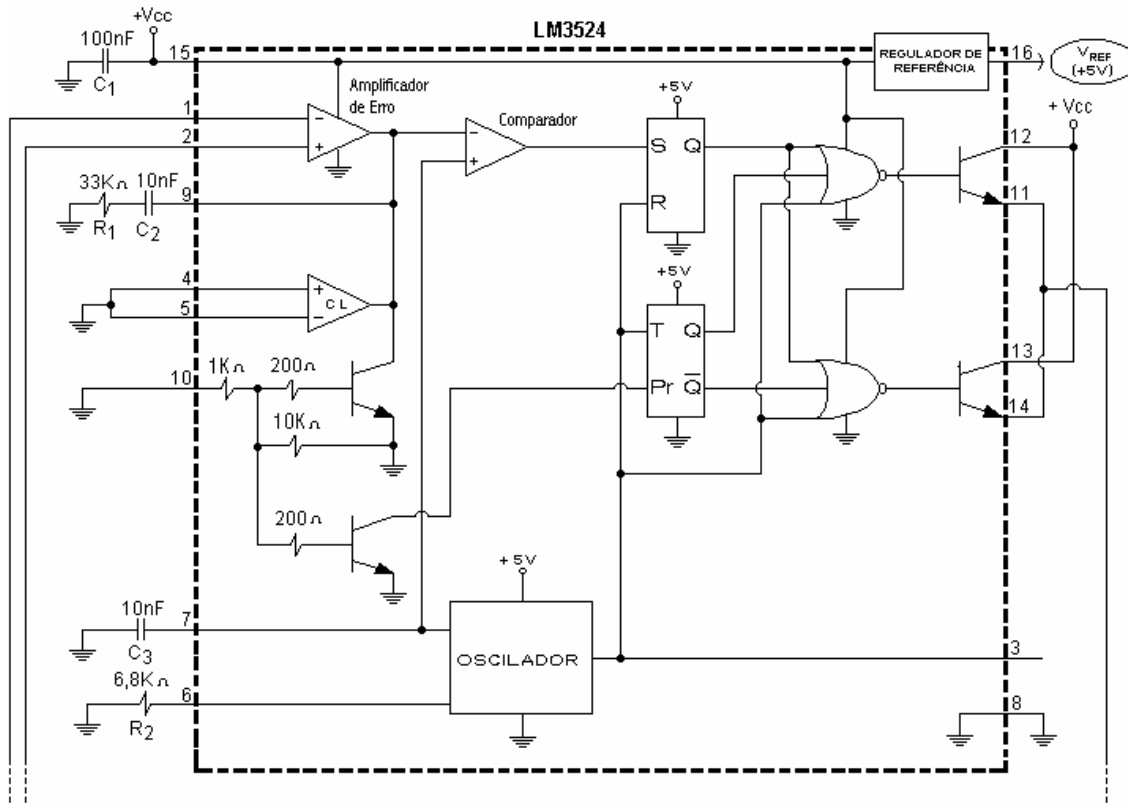 LM3524
+Vcc
100nF
C1
15
REGULADOR DE
REFERÊNCIA
16
VREF
(+5V)
Amplificador
de Erro
+5V
+ Vcc
1
-
2
+
Comparador
-
+
S Q
R
12
11
33KΩ 10nF
R1 C2
9
+5V
T Q
Pr Q̅
4
+
5
-
CL
13
14
1KΩ
200Ω
10
10KΩ
200Ω
+5V
10nF
C3
7
OSCILADOR
3
6,8KΩ
R2
6
8